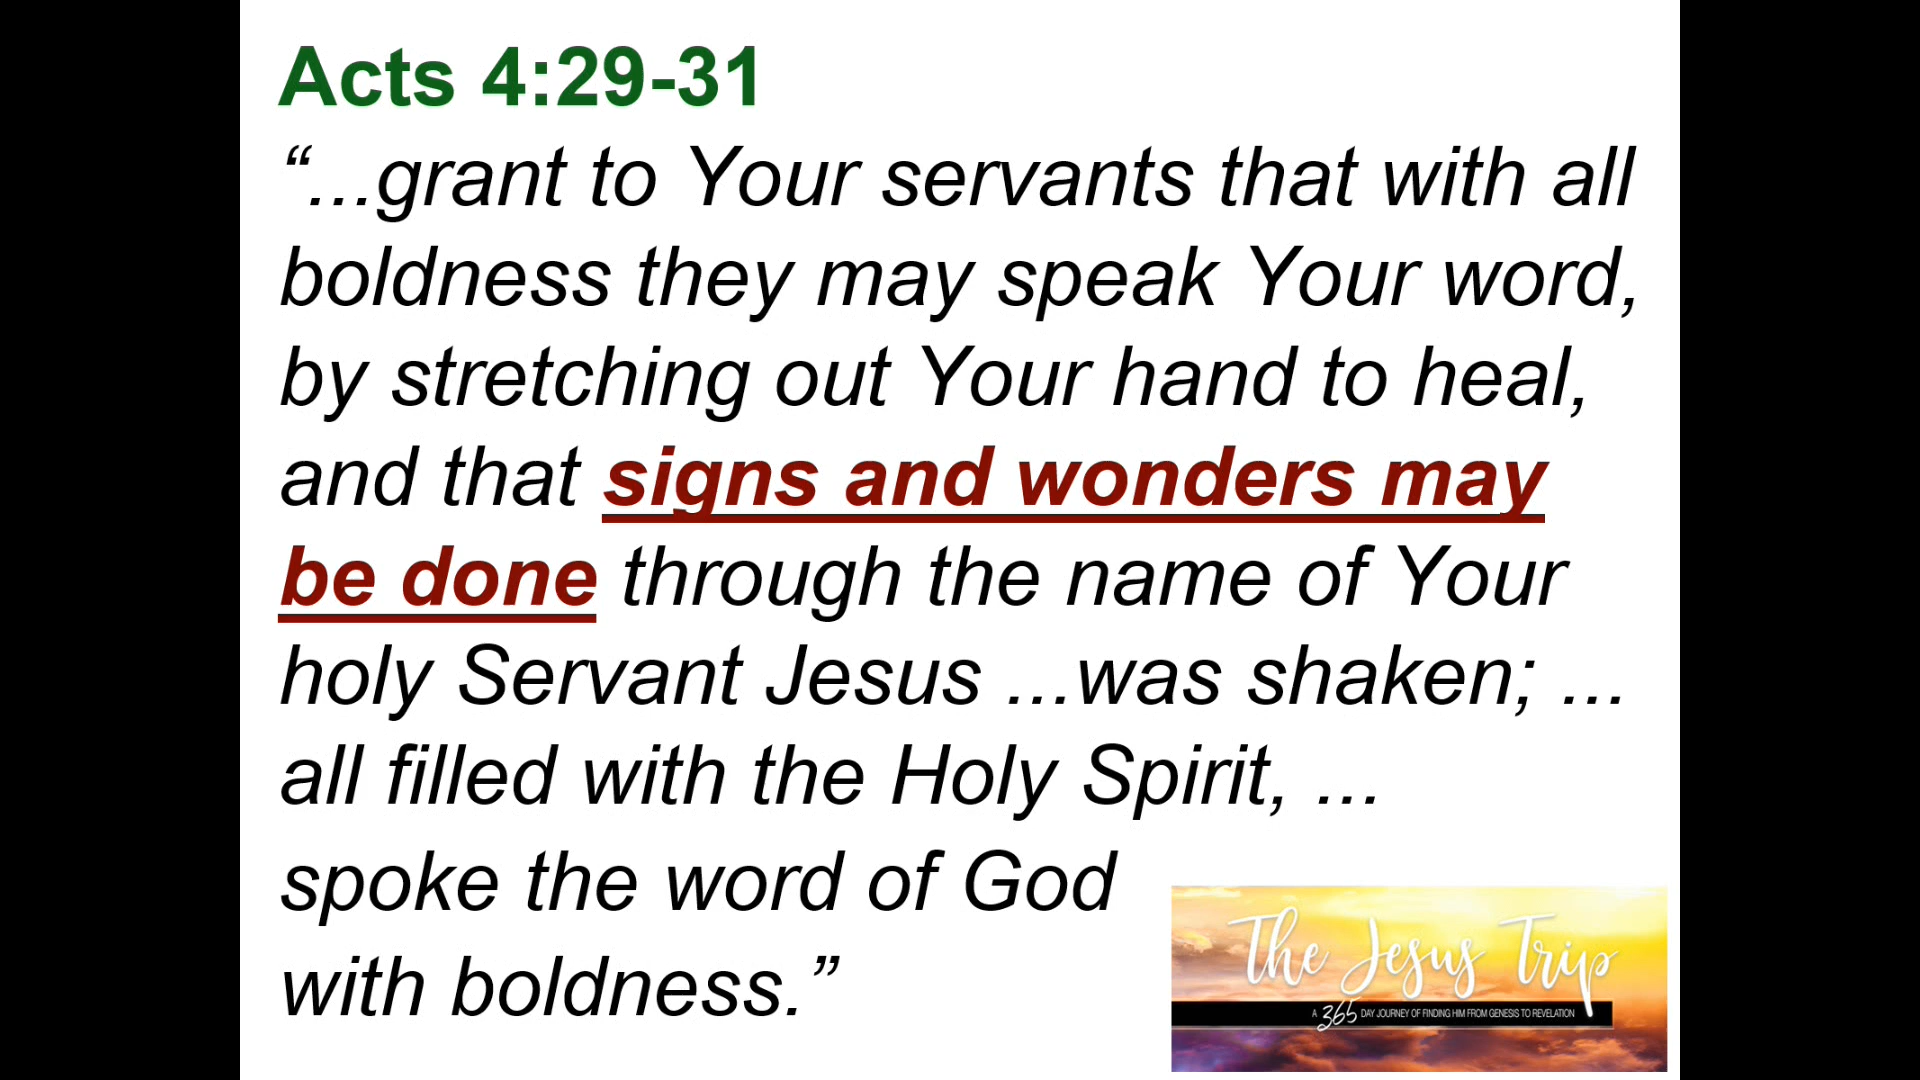 Acts 4:29-31
“...grant to Your servants that with all
boldness they may speak Your word,
by stretching out Your hand to heal,
and that signs and wonders may
be done through the name of Your
holy Servant Jesus ...was shaken; ...
all filled with the Holy Spirit, ...
spoke the word of God
with boldness.”
The Jesus Trip
A 365 DAY JOURNEY OF FINDING HIM FROM GENESIS TO REVELATION